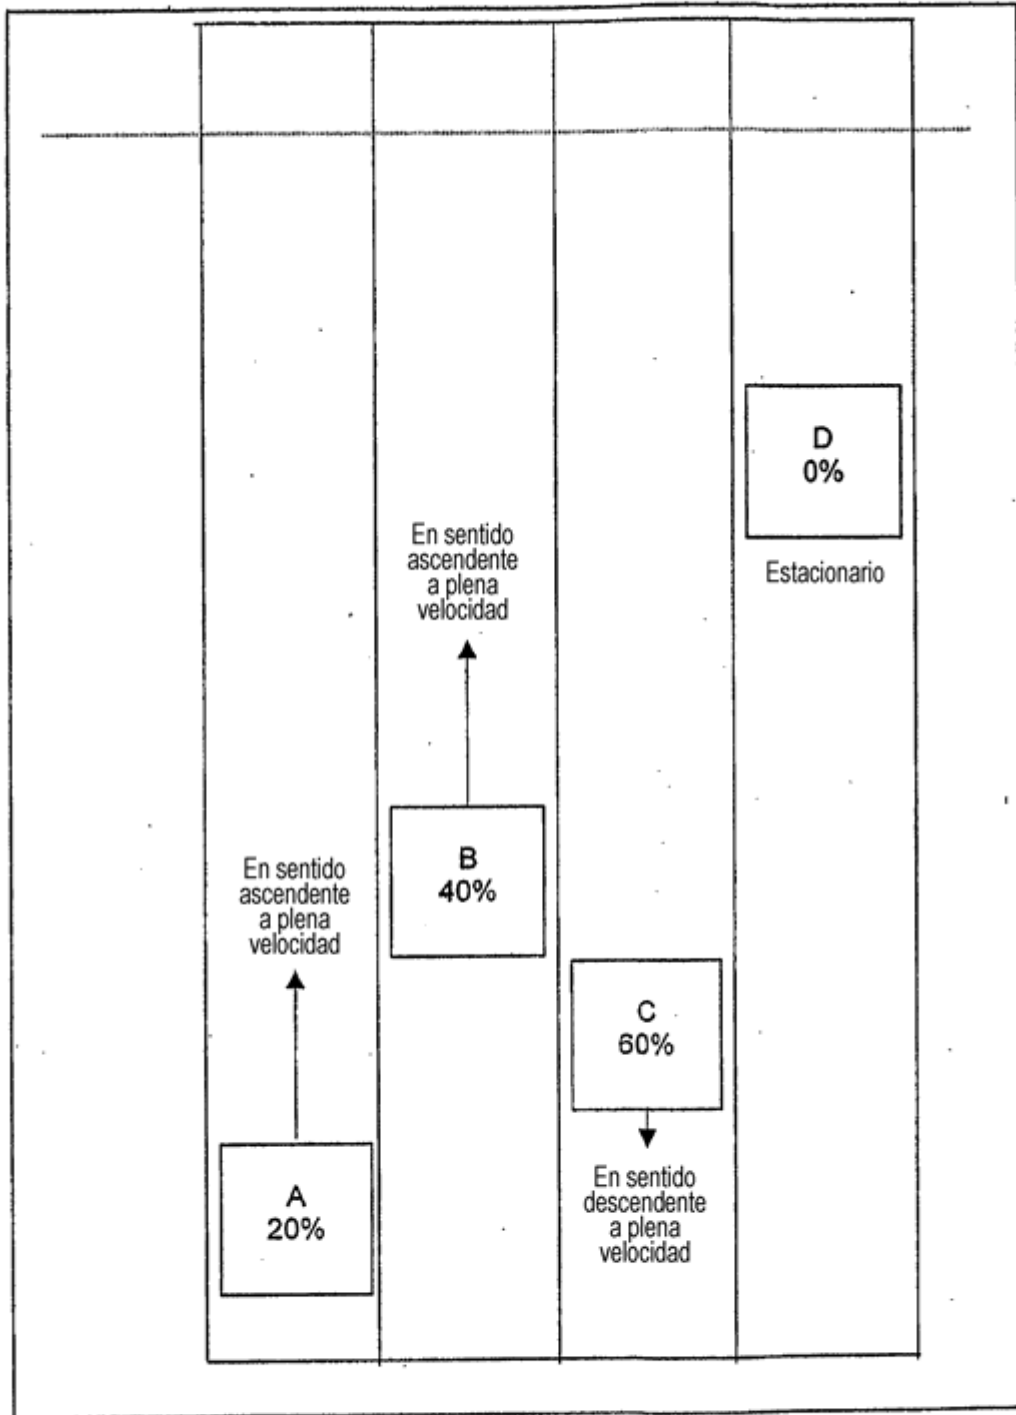 D
0%
Estacionario
En sentido
ascendente
a plena
velocidad
B
40%
En sentido
ascendente
a plena
velocidad
C
60%
En sentido
descendente
a plena
velocidad
A
20%